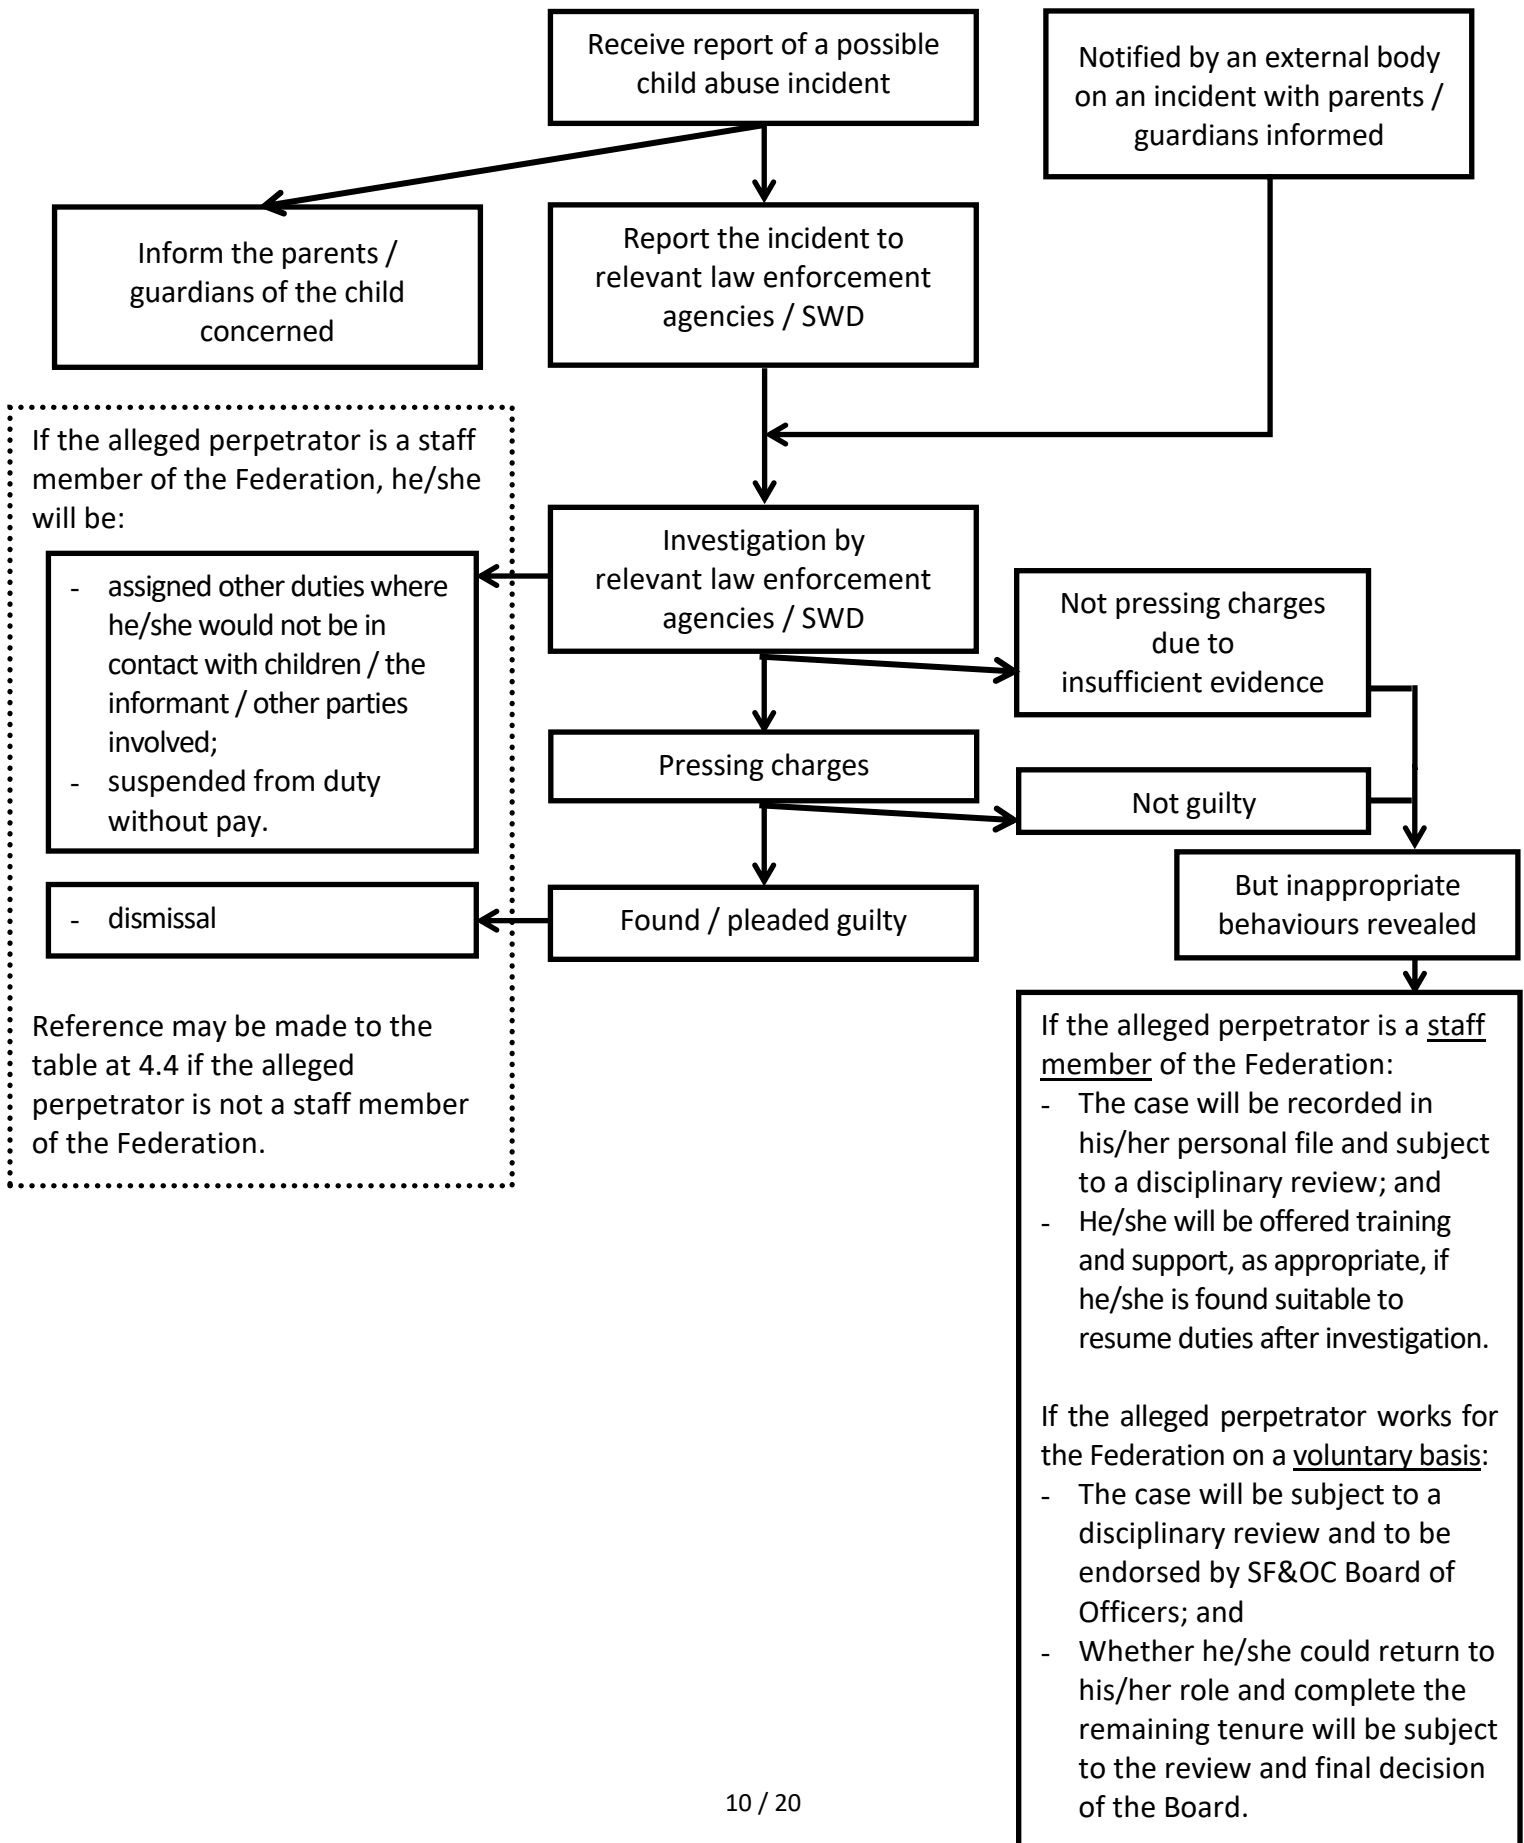 Receive report of a possible
child abuse incident
Notified by an external body
on an incident with parents /
guardians informed
Inform the parents /
guardians of the child
concerned
Report the incident to
relevant law enforcement
agencies / SWD
If the alleged perpetrator is a staff
member of the Federation, he/she
will be:
- assigned other duties where
he/she would not be in
contact with children / the
informant / other parties
involved;
- suspended from duty
without pay.
- dismissal
Reference may be made to the
table at 4.4 if the alleged
perpetrator is not a staff member
of the Federation.
Investigation by
relevant law enforcement
agencies / SWD
Not pressing charges
due to
insufficient evidence
Pressing charges
Not guilty
Found / pleaded guilty
But inappropriate
behaviours revealed
If the alleged perpetrator is a staff
member of the Federation:
- The case will be recorded in
his/her personal file and subject
to a disciplinary review; and
- He/she will be offered training
and support, as appropriate, if
he/she is found suitable to
resume duties after investigation.
If the alleged perpetrator works for
the Federation on a voluntary basis:
- The case will be subject to a
disciplinary review and to be
endorsed by SF&OC Board of
Officers; and
- Whether he/she could return to
his/her role and complete the
remaining tenure will be subject
to the review and final decision
of the Board.
10 / 20